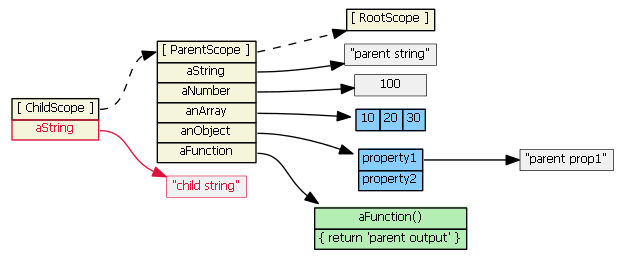 [ RootScope ]
[ ParentScope ]
"parent string"
aString
100
aNumber
[ ChildScope ]
anArray
10 20 30
aString
anObject
aFunction
property1
"parent prop1"
property2
"child string"
aFunction()
{ return 'parent output' }